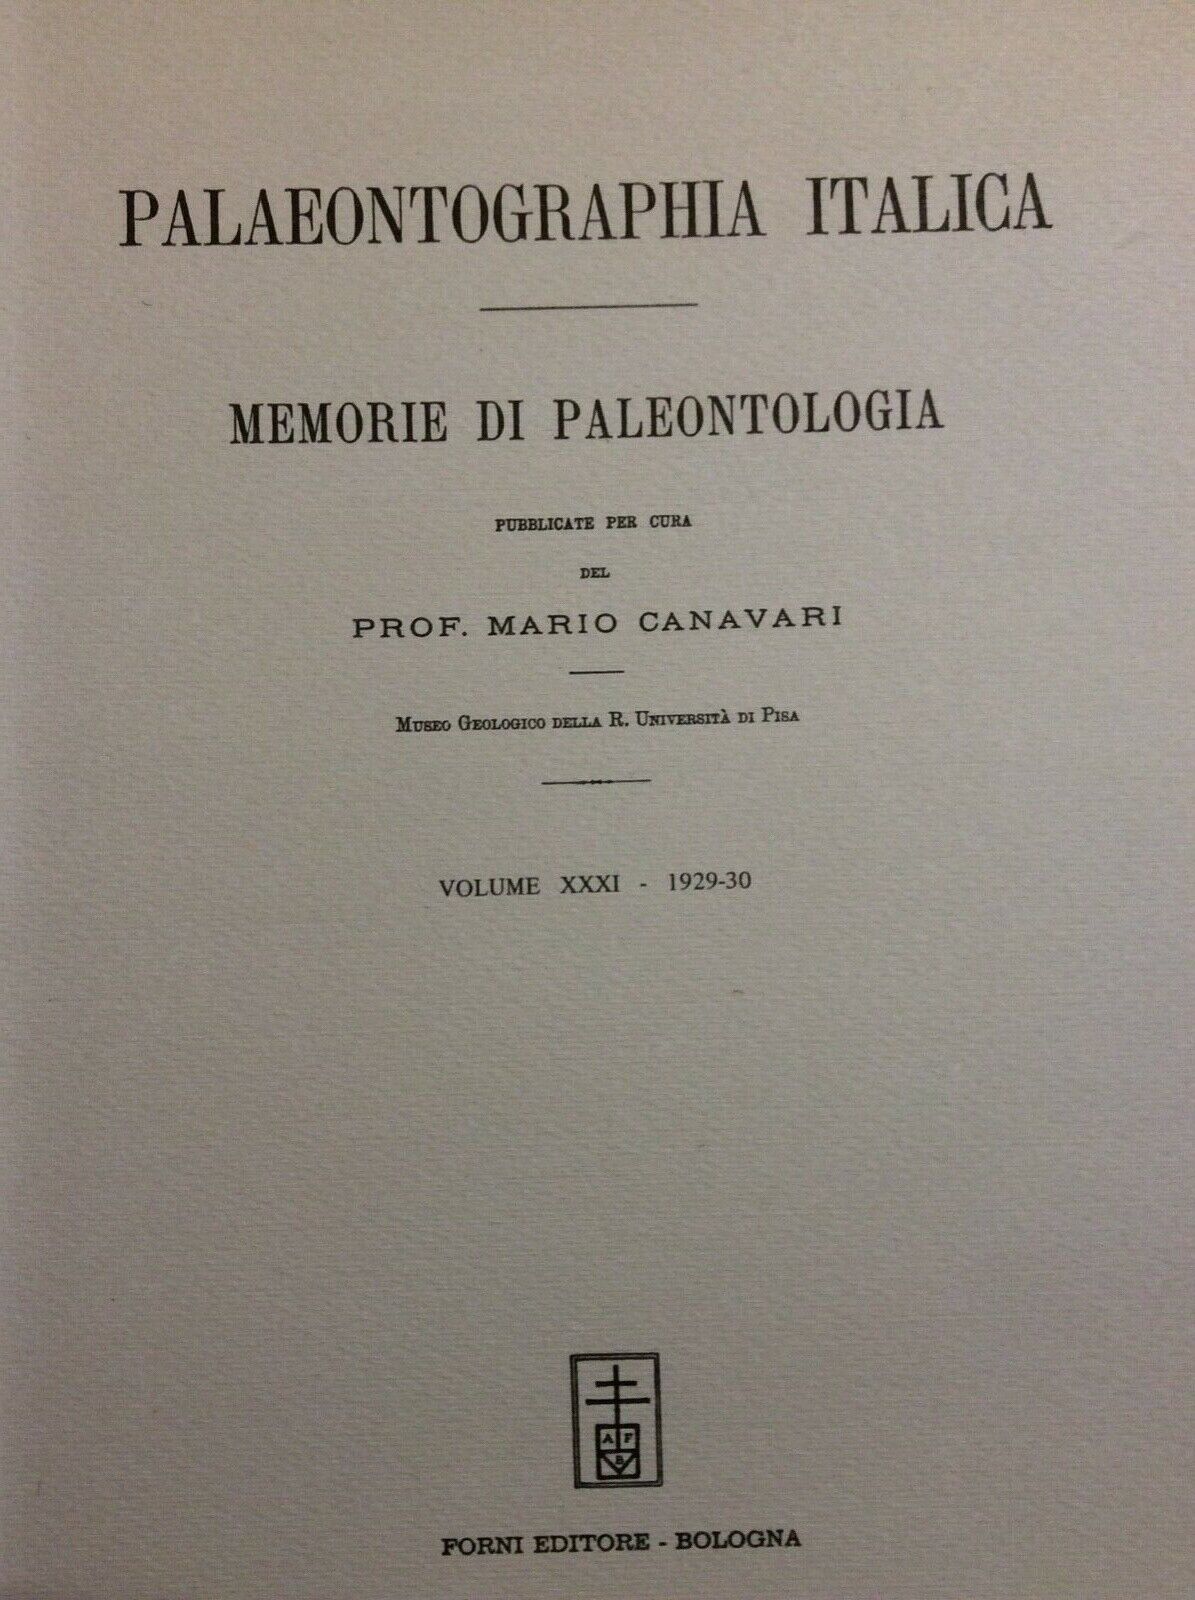 PALAEONTOGRAPHIA ITALICA
MEMORIE DI PALEONTOLOGIA
PUBBLICATE PER CURA
DEL
PROF. MARIO CANAVARI
MUSEO GEOLOGICO DELLA R. UNIVERSITÀ DI PISA
VOLUME XXXI - 1929-30
A F
B
FORNI EDITORE - BOLOGNA